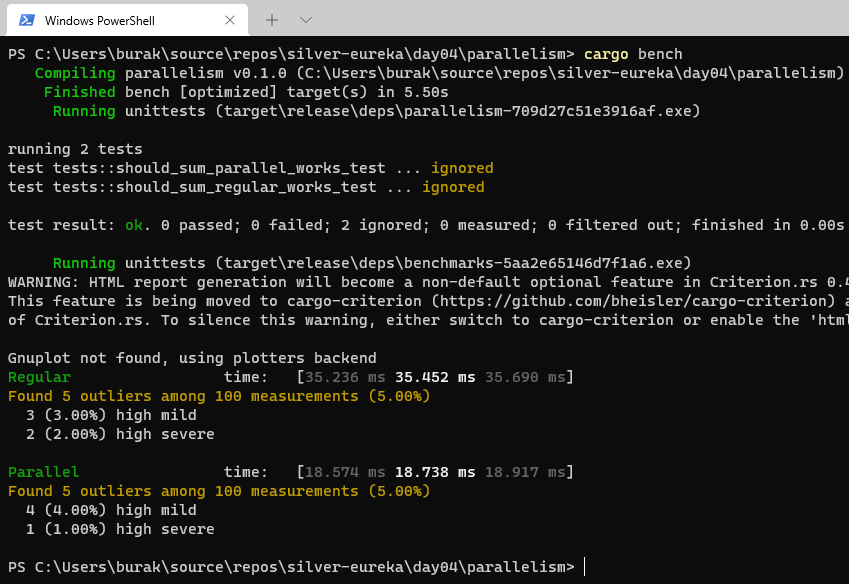 Windows PowerShell
PS C:\Users\burak\source\repos\silver-eureka\day04\parallelism> cargo bench
   Compiling parallelism v0.1.0 (C:\Users\burak\source\repos\silver-eureka\day04\parallelism)
    Finished bench [optimized] target(s) in 5.50s
     Running unittests (target\release\deps\parallelism-709d27c51e3916af.exe)

running 2 tests
test tests::should_sum_parallel_works_test ... ignored
test tests::should_sum_regular_works_test ... ignored

test result: ok. 0 passed; 0 failed; 2 ignored; 0 measured; 0 filtered out; finished in 0.00s

     Running unittests (target\release\deps\benchmarks-5aa2e65146d7f1a6.exe)
WARNING: HTML report generation will become a non-default optional feature in Criterion.rs 0.4
This feature is being moved to cargo-criterion (https://github.com/bheisler/cargo-criterion) a
of Criterion.rs. To silence this warning, either switch to cargo-criterion or enable the 'html

Gnuplot not found, using plotters backend
Regular                 time:   [35.236 ms 35.452 ms 35.690 ms]
Found 5 outliers among 100 measurements (5.00%)
  3 (3.00%) high mild
  2 (2.00%) high severe

Parallel                time:   [18.574 ms 18.738 ms 18.917 ms]
Found 5 outliers among 100 measurements (5.00%)
  4 (4.00%) high mild
  1 (1.00%) high severe

PS C:\Users\burak\source\repos\silver-eureka\day04\parallelism>